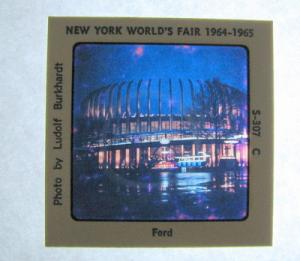 NEW YORK WORLD'S FAIR 1964-1965
Photo by Ludolf Burkhardt
S-307 C
Ford